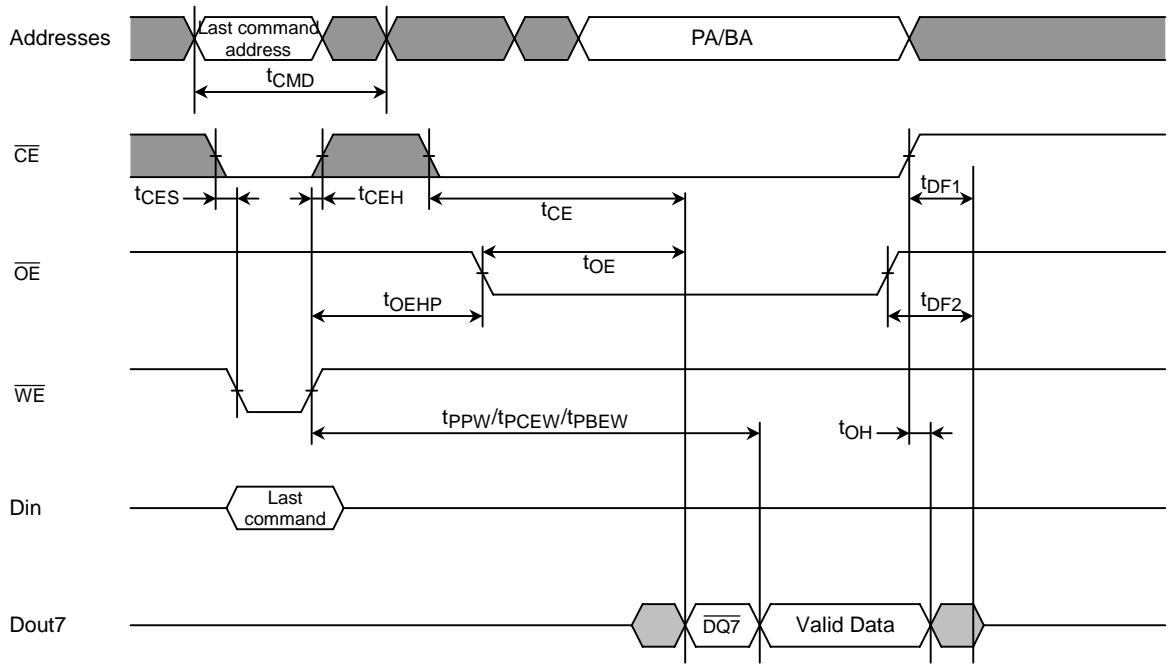 Addresses
Last command
address
PA/BA
tCMD
CE
tCES
tCEH
tCE
tDF1
OE
tOE
tOEHP
tDF2
WE
tPPW/tPCEW/tPBEW
tOH
Din
Last
command
Dout7
DQ7
Valid Data